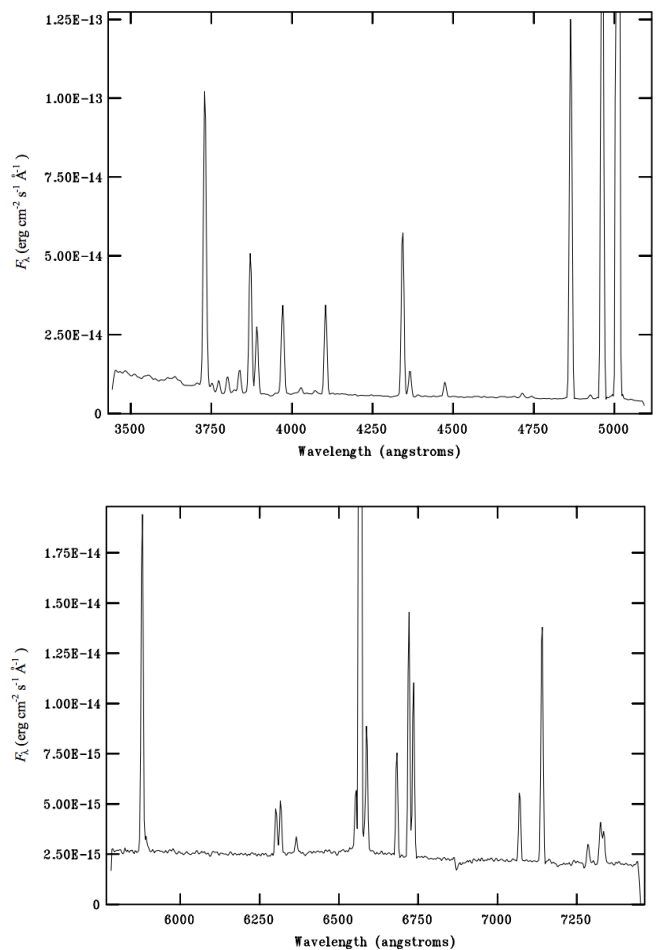 1.25E-13
1.00E-13
7.50E-14
5.00E-14
2.50E-14
0
Fλ (erg cm⁻² s⁻¹ Å⁻¹ )
3500 3750 4000 4250 4500 4750 5000
Wavelength (angstroms)
1.75E-14
1.50E-14
1.25E-14
1.00E-14
7.50E-15
5.00E-15
2.50E-15
0
Fλ (erg cm⁻² s⁻¹ Å⁻¹ )
6000 6250 6500 6750 7000 7250
Wavelength (angstroms)